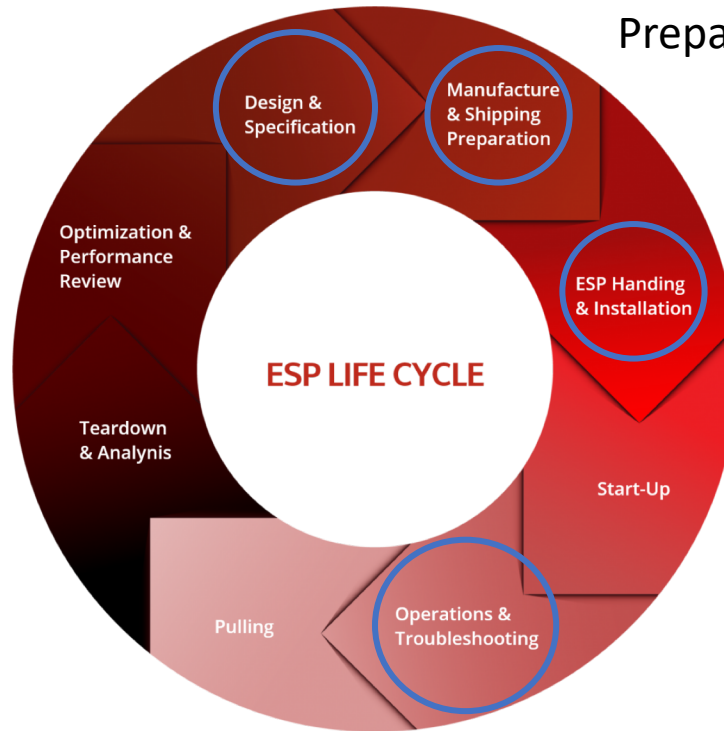 Prepa
Design &
Specification
Manufacture
& Shipping
Preparation
ESP Handing
& Installation
Start-Up
Operations &
Troubleshooting
Pulling
Teardown
& Analynis
Optimization &
Performance
Review
ESP LIFE CYCLE